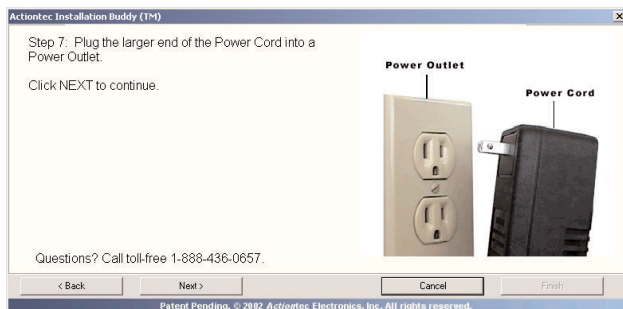 Actiontec Installation Buddy (TM)
Step 7: Plug the larger end of the Power Cord into a
Power Outlet.
Click NEXT to continue.
Power Outlet
Power Cord
Questions? Call toll-free 1-888-436-0657.
< Back
Next >
Cancel
Finish
Patent Pending. © 2002 Actiontec Electronics, Inc. All rights reserved.